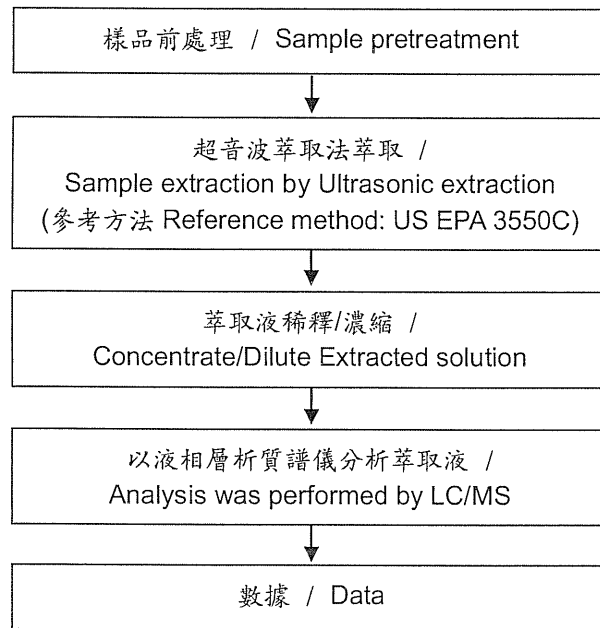 樣品前處理 / Sample pretreatment
超音波萃取法萃取 /
Sample extraction by Ultrasonic extraction
(參考方法 Reference method: US EPA 3550C)
萃取液稀釋/濃縮 /
Concentrate/Dilute Extracted solution
以液相層析質譜儀分析萃取液 /
Analysis was performed by LC/MS
數據 / Data